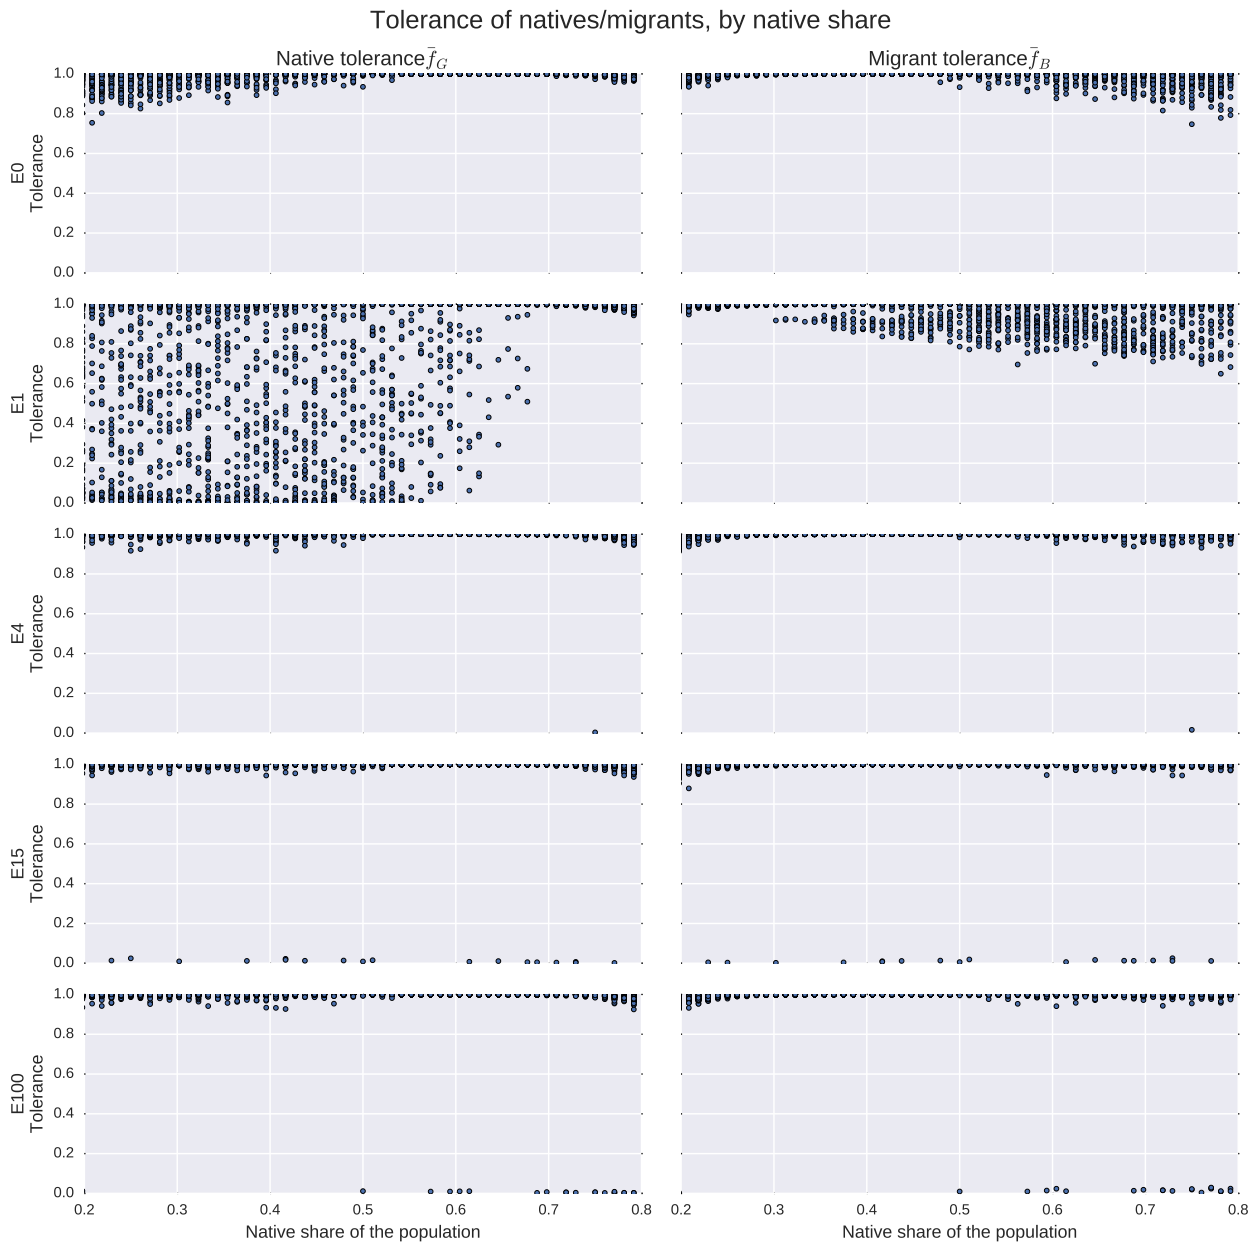 Tolerance of natives/migrants, by native share
Native tolerance f̄_G
Migrant tolerance f̄_B
E0
Tolerance
1.0
0.8
0.6
0.4
0.2
0.0
E1
Tolerance
1.0
0.8
0.6
0.4
0.2
0.0
E4
Tolerance
1.0
0.8
0.6
0.4
0.2
0.0
E15
Tolerance
1.0
0.8
0.6
0.4
0.2
0.0
E100
Tolerance
1.0
0.8
0.6
0.4
0.2
0.0
0.2 0.3 0.4 0.5 0.6 0.7 0.8
0.2 0.3 0.4 0.5 0.6 0.7 0.8
Native share of the population
Native share of the population